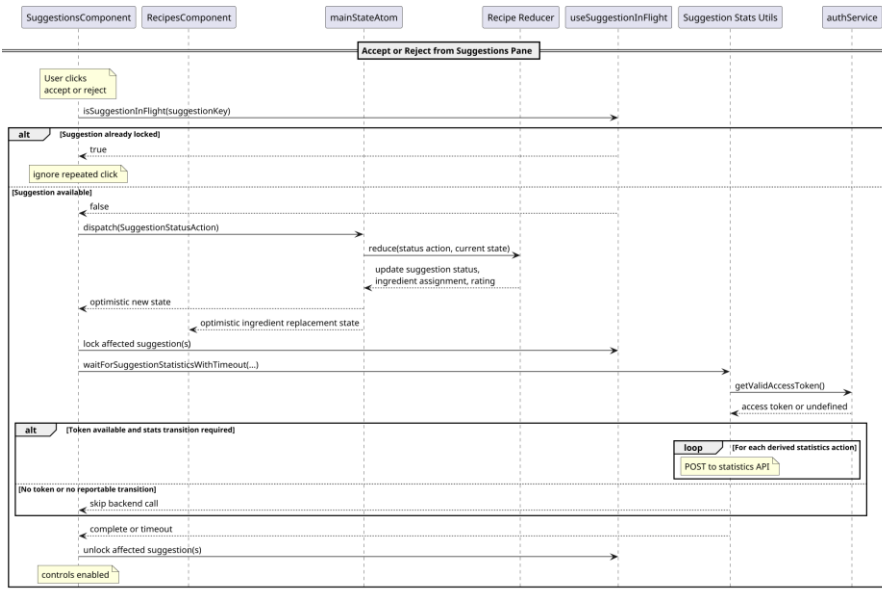 SuggestionsComponent
RecipesComponent
mainStateAtom
Recipe Reducer
useSuggestionInFlight
Suggestion Stats Utils
authService
Accept or Reject from Suggestions Pane
User clicks
accept or reject
isSuggestionInFlight(suggestionKey)
alt
[Suggestion already locked]
true
ignore repeated click
[Suggestion available]
false
dispatch(SuggestionStatusAction)
reduce(status action, current state)
update suggestion status,
ingredient assignment, rating
optimistic new state
optimistic ingredient replacement state
lock affected suggestion(s)
waitForSuggestionStatisticsWithTimeout(...)
getValidAccessToken()
access token or undefined
alt
[Token available and stats transition required]
loop
[For each derived statistics action]
POST to statistics API
[No token or no reportable transition]
skip backend call
complete or timeout
unlock affected suggestion(s)
controls enabled